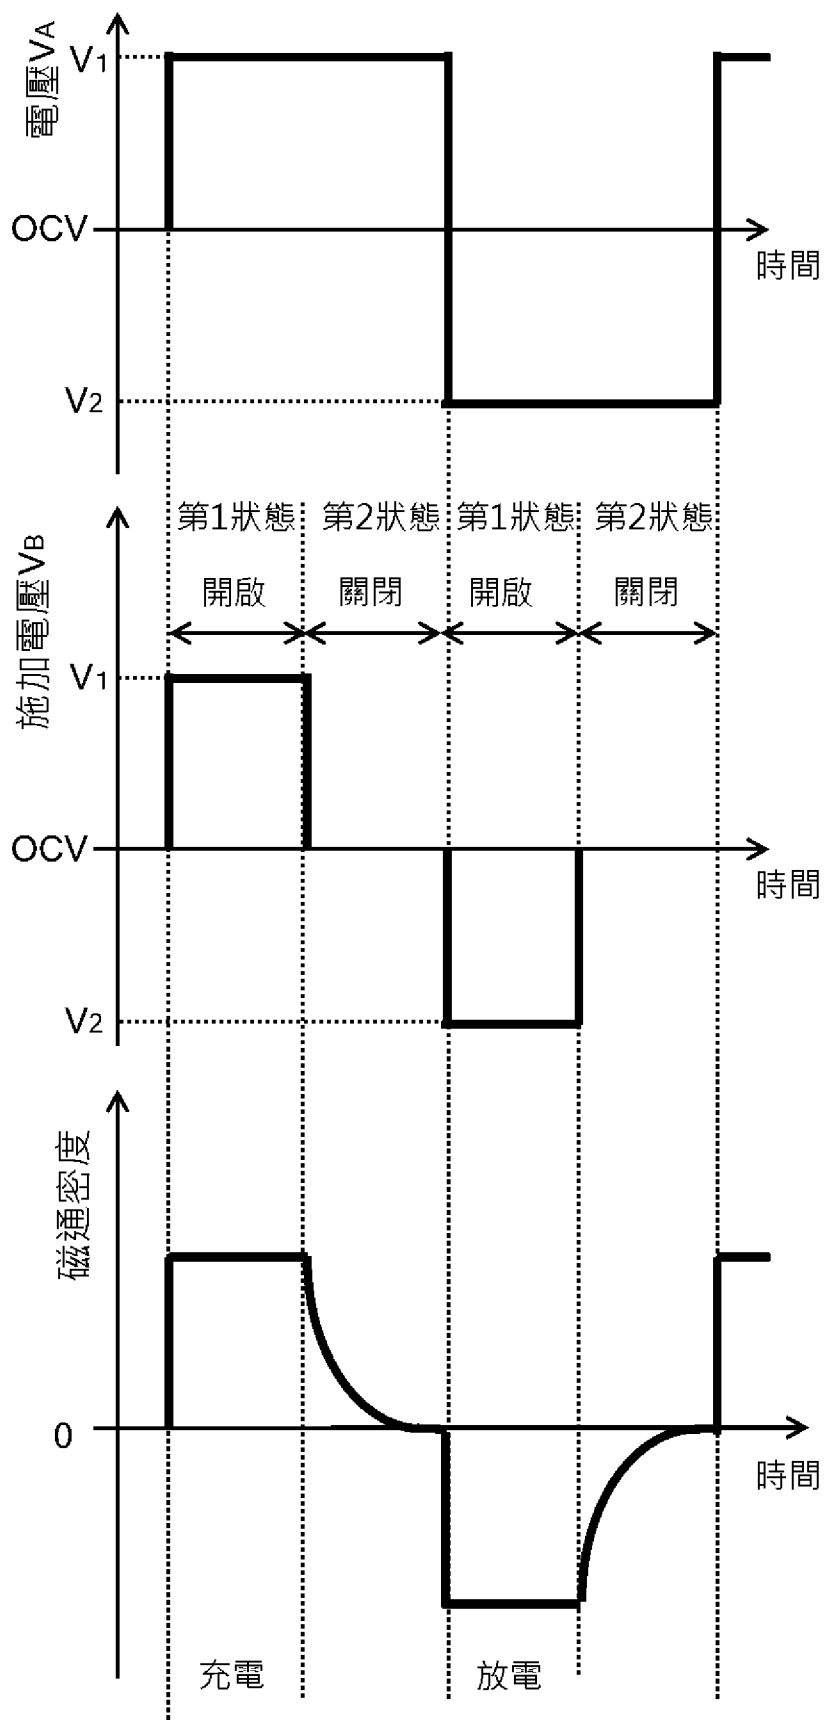 電壓VA
V1
OCV
時間
V2
施加電壓VB
第1狀態 第2狀態 第1狀態 第2狀態
開啟 關閉 開啟 關閉
V1
OCV
時間
V2
磁通密度
0
時間
充電 放電